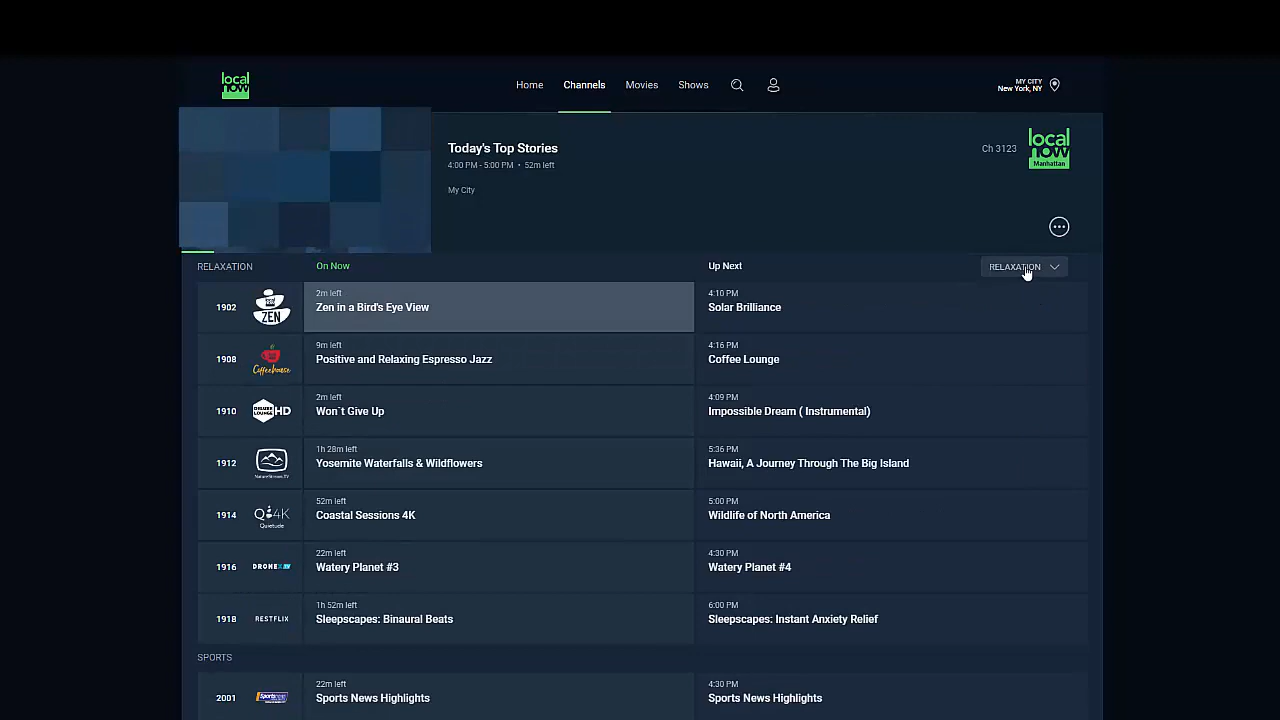 local
now
Home
Channels
Movies
Shows
MY CITY
New York, NY
Today's Top Stories
4:00 PM - 5:00 PM • 52m left
My City
Ch 3123
local
now
Manhattan
RELAXATION
On Now
Up Next
RELAXATION
1902
ZEN
2m left
Zen in a Bird's Eye View
4:10 PM
Solar Brilliance
1908
Coffeehouse
9m left
Positive and Relaxing Espresso Jazz
4:16 PM
Coffee Lounge
1910
DELUXE
LOUNGE HD
2m left
Won`t Give Up
4:09 PM
Impossible Dream ( Instrumental)
1912
NatureStream.TV
1h 28m left
Yosemite Waterfalls & Wildflowers
5:36 PM
Hawaii, A Journey Through The Big Island
1914
Q 4K
Quietude
52m left
Coastal Sessions 4K
5:00 PM
Wildlife of North America
1916
DRONE TV
22m left
Watery Planet #3
4:30 PM
Watery Planet #4
1918
RESTFLIX
1h 52m left
Sleepscapes: Binaural Beats
6:00 PM
Sleepscapes: Instant Anxiety Relief
SPORTS
2001
22m left
Sports News Highlights
4:30 PM
Sports News Highlights